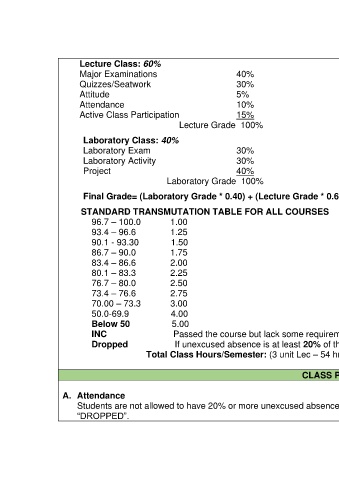 Lecture Class: 60%
Major Examinations 40%
Quizzes/Seatwork 30%
Attitude 5%
Attendance 10%
Active Class Participation 15%
Lecture Grade 100%
Laboratory Class: 40%
Laboratory Exam 30%
Laboratory Activity 30%
Project 40%
Laboratory Grade 100%
Final Grade= (Laboratory Grade * 0.40) + (Lecture Grade * 0.6
STANDARD TRANSMUTATION TABLE FOR ALL COURSES
96.7 – 100.0 1.00
93.4 – 96.6 1.25
90.1 - 93.30 1.50
86.7 – 90.0 1.75
83.4 – 86.6 2.00
80.1 – 83.3 2.25
76.7 – 80.0 2.50
73.4 – 76.6 2.75
70.00 – 73.3 3.00
50.0-69.9 4.00
Below 50 5.00
INC Passed the course but lack some requirem
Dropped If unexcused absence is at least 20% of th
Total Class Hours/Semester: (3 unit Lec – 54 hr
CLASS P
A. Attendance
Students are not allowed to have 20% or more unexcused absence
“DROPPED”.